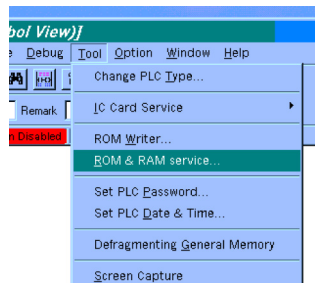 bol View)]
e Debug Tool Option Window Help
Change PLC Type...
IC Card Service
Remark
ROM Writer...
n Disabled
ROM & RAM service...
Set PLC Password...
Set PLC Date & Time...
Defragmenting General Memory
Screen Capture